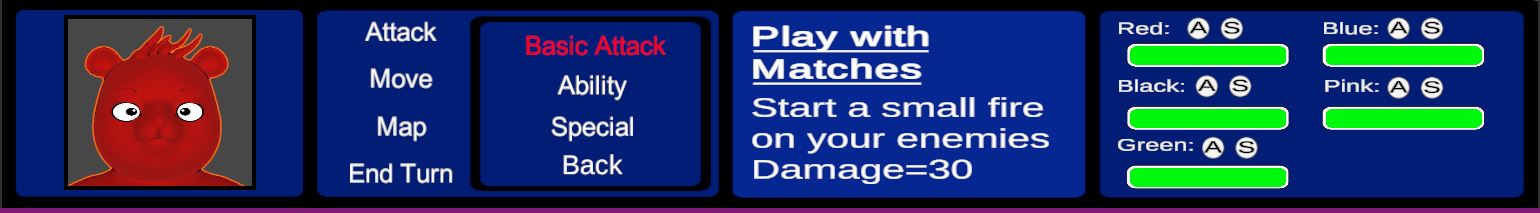 Attack
Move
Map
End Turn
Basic Attack
Ability
Special
Back
Play with
Matches
Start a small fire
on your enemies
Damage=30
Red: A S
Blue: A S
Black: A S
Pink: A S
Green: A S